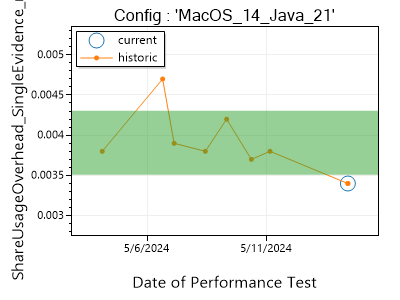 Config : 'MacOS_14_Java_21'
current
historic
0.005
0.0045
0.004
0.0035
0.003
ShareUsageOverhead_SingleEvidence_
5/6/2024
5/11/2024
Date of Performance Test